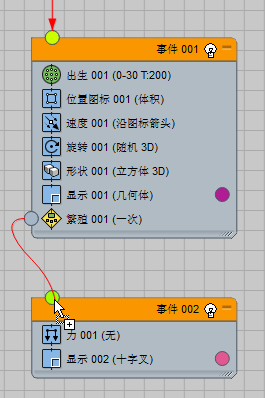 事件 001
出生 001 (0-30 T:200)
位置图标 001 (体积)
速度 001 (沿图标箭头)
旋转 001 (随机 3D)
形状 001 (立方体 3D)
显示 001 (几何体)
繁殖 001 (一次)
事件 002
力 001 (无)
显示 002 (十字叉)